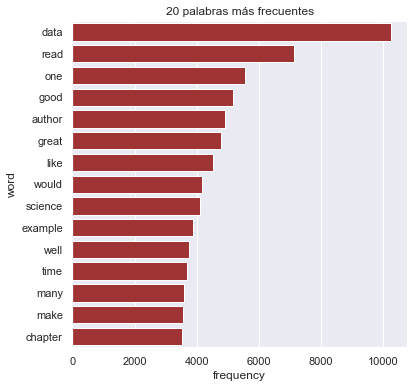 20 palabras más frecuentes
word
data
read
one
good
author
great
like
would
science
example
well
time
many
make
chapter
0 2000 4000 6000 8000 10000
frequency